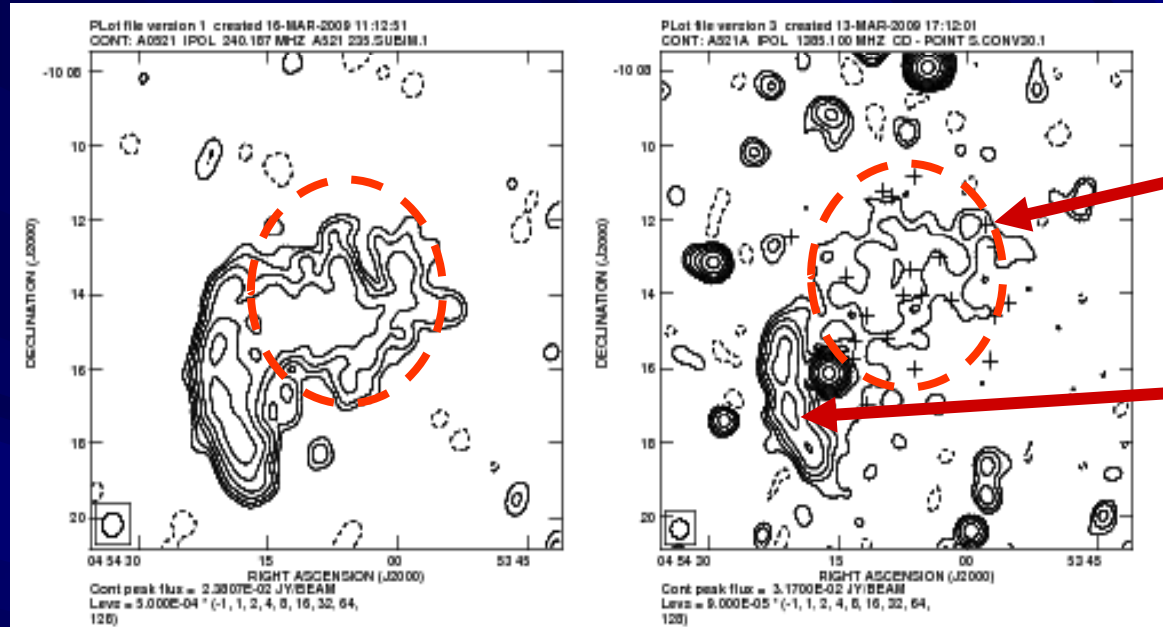 PLot file version 1 created 16-MAR-2009 11:12:51
CONT: A0521 IPOL 240.187 MHZ A521 235.SUBIM.1
-10 08
10
12
14
16
18
20
DECLINATION (J2000)
04 54 30
15
00
53 45
RIGHT ASCENSION (J2000)
Cont peak flux = 2.3807E-02 JY/BEAM
Levs = 5.000E-04 * (-1, 1, 2, 4, 8, 16, 32, 64,
128)
PLot file version 3 created 13-MAR-2009 17:12:01
CONT: A521A IPOL 1385.100 MHZ CD - POINT S.CONV30.1
-10 08
10
12
14
16
18
20
DECLINATION (J2000)
04 54 30
15
00
53 45
RIGHT ASCENSION (J2000)
Cont peak flux = 3.1700E-02 JY/BEAM
Levs = 9.000E-05 * (-1, 1, 2, 4, 8, 16, 32, 64,
128)